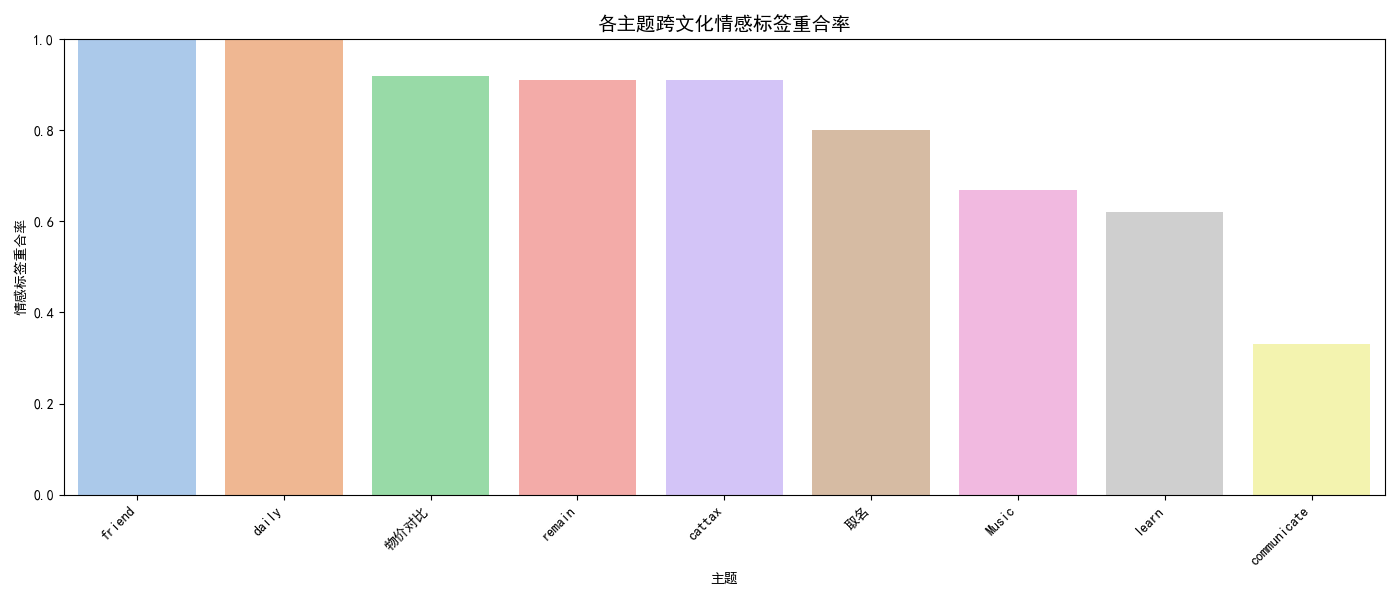 各主题跨文化情感标签重合率
情感标签重合率
1.0
0.8
0.6
0.4
0.2
0.0
friend
daily
物价对比
remain
cattax
取名
Music
learn
communicate
主题